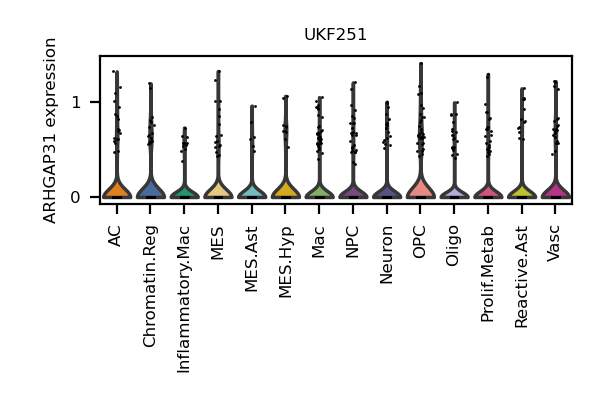 UKF251
ARHGAP31 expression
1
0
AC
Chromatin.Reg
Inflammatory.Mac
MES
MES.Ast
MES.Hyp
Mac
NPC
Neuron
OPC
Oligo
Prolif.Metab
Reactive.Ast
Vasc